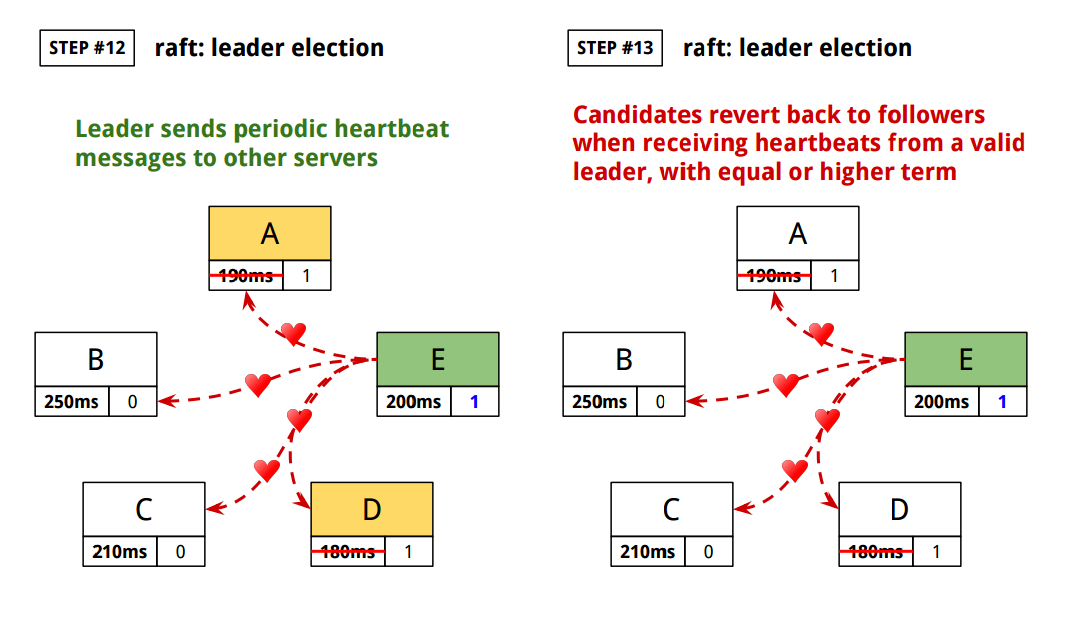 STEP #12
raft: leader election
Leader sends periodic heartbeat
messages to other servers
A
190ms 1
B
250ms 0
E
200ms 1
C
210ms 0
D
180ms 1
STEP #13
raft: leader election
Candidates revert back to followers
when receiving heartbeats from a valid
leader, with equal or higher term
A
190ms 1
B
250ms 0
E
200ms 1
C
210ms 0
D
180ms 1